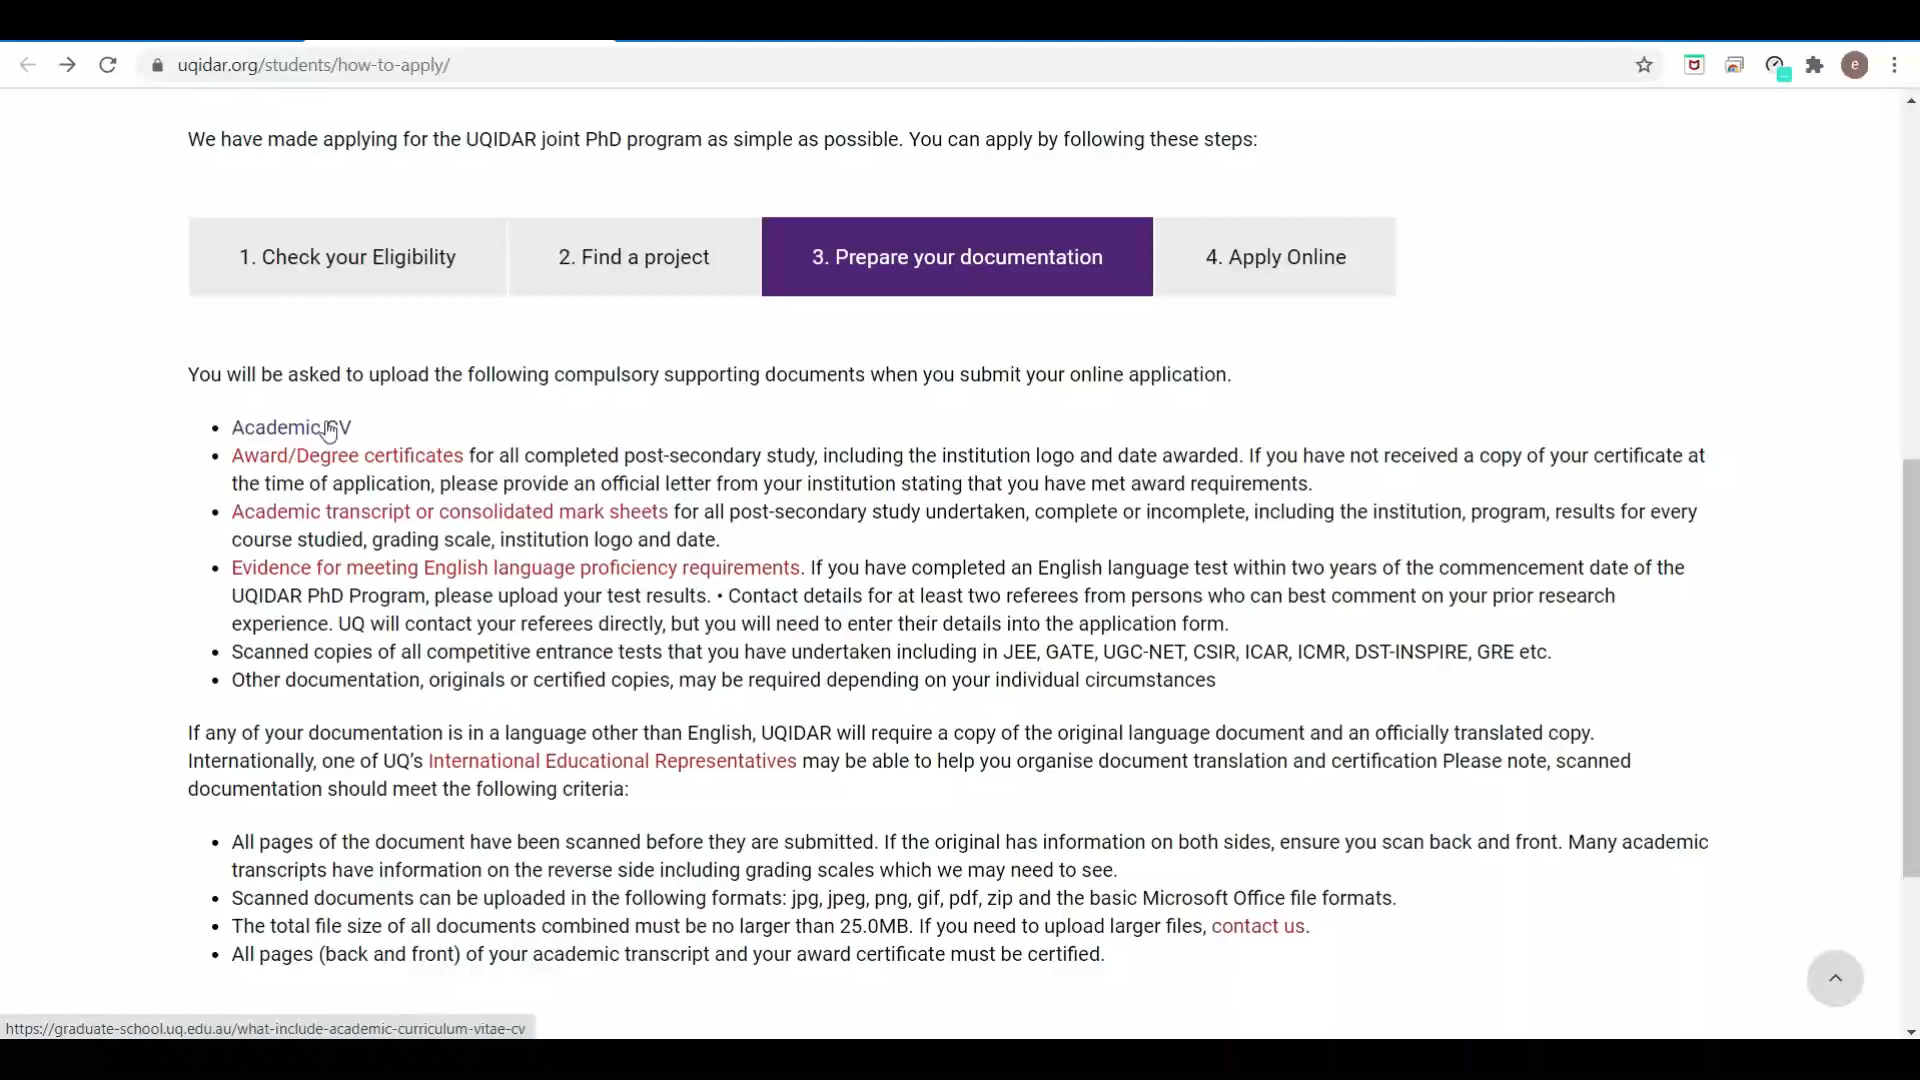 uqidar.org/students/how-to-apply/
e
We have made applying for the UQIDAR joint PhD program as simple as possible. You can apply by following these steps:
1. Check your Eligibility
2. Find a project
3. Prepare your documentation
4. Apply Online
You will be asked to upload the following compulsory supporting documents when you submit your online application.
• Academic CV
• Award/Degree certificates for all completed post-secondary study, including the institution logo and date awarded. If you have not received a copy of your certificate at
the time of application, please provide an official letter from your institution stating that you have met award requirements.
• Academic transcript or consolidated mark sheets for all post-secondary study undertaken, complete or incomplete, including the institution, program, results for every
course studied, grading scale, institution logo and date.
• Evidence for meeting English language proficiency requirements. If you have completed an English language test within two years of the commencement date of the
UQIDAR PhD Program, please upload your test results. • Contact details for at least two referees from persons who can best comment on your prior research
experience. UQ will contact your referees directly, but you will need to enter their details into the application form.
• Scanned copies of all competitive entrance tests that you have undertaken including in JEE, GATE, UGC-NET, CSIR, ICAR, ICMR, DST-INSPIRE, GRE etc.
• Other documentation, originals or certified copies, may be required depending on your individual circumstances
If any of your documentation is in a language other than English, UQIDAR will require a copy of the original language document and an officially translated copy.
Internationally, one of UQ's International Educational Representatives may be able to help you organise document translation and certification Please note, scanned
documentation should meet the following criteria:
• All pages of the document have been scanned before they are submitted. If the original has information on both sides, ensure you scan back and front. Many academic
transcripts have information on the reverse side including grading scales which we may need to see.
• Scanned documents can be uploaded in the following formats: jpg, jpeg, png, gif, pdf, zip and the basic Microsoft Office file formats.
• The total file size of all documents combined must be no larger than 25.0MB. If you need to upload larger files, contact us.
• All pages (back and front) of your academic transcript and your award certificate must be certified.
https://graduate-school.uq.edu.au/what-include-academic-curriculum-vitae-cv